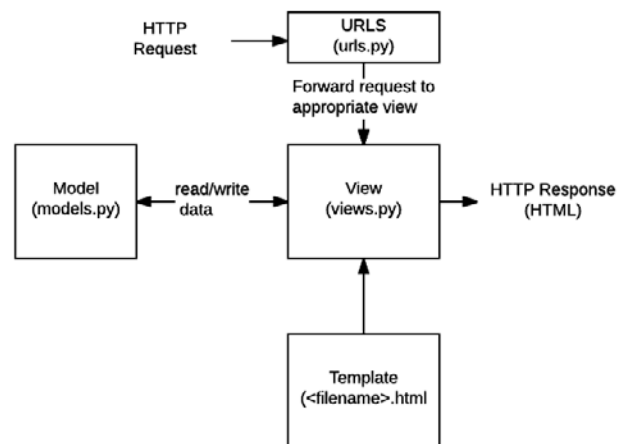 HTTP
Request
URLS
(urls.py)
Forward request to
appropriate view
Model
(models.py)
read/write
data
View
(views.py)
HTTP Response
(HTML)
Template
(<filename>.html